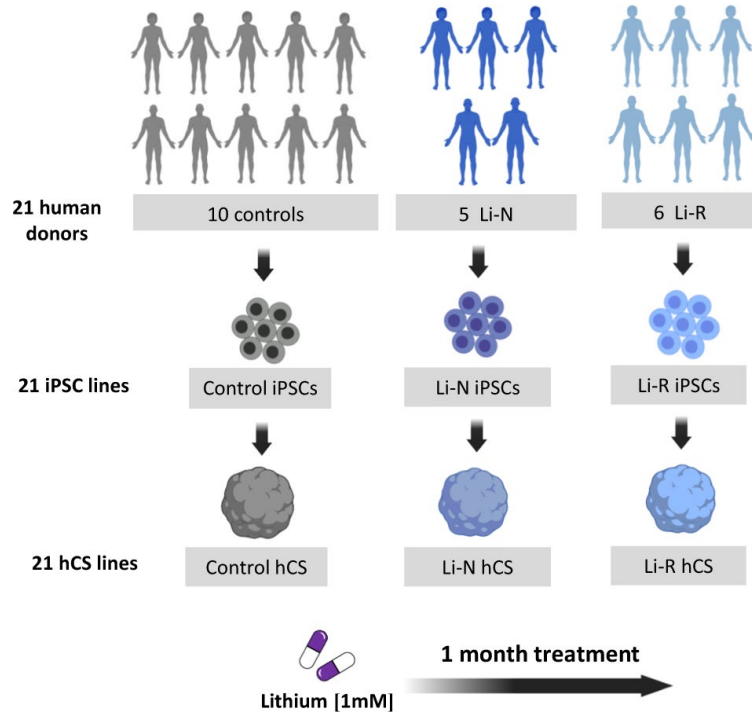 21 human
donors
10 controls
5 Li-N
6 Li-R
21 iPSC lines
Control iPSCs
Li-N iPSCs
Li-R iPSCs
21 hCS lines
Control hCS
Li-N hCS
Li-R hCS
1 month treatment
Lithium [1mM]